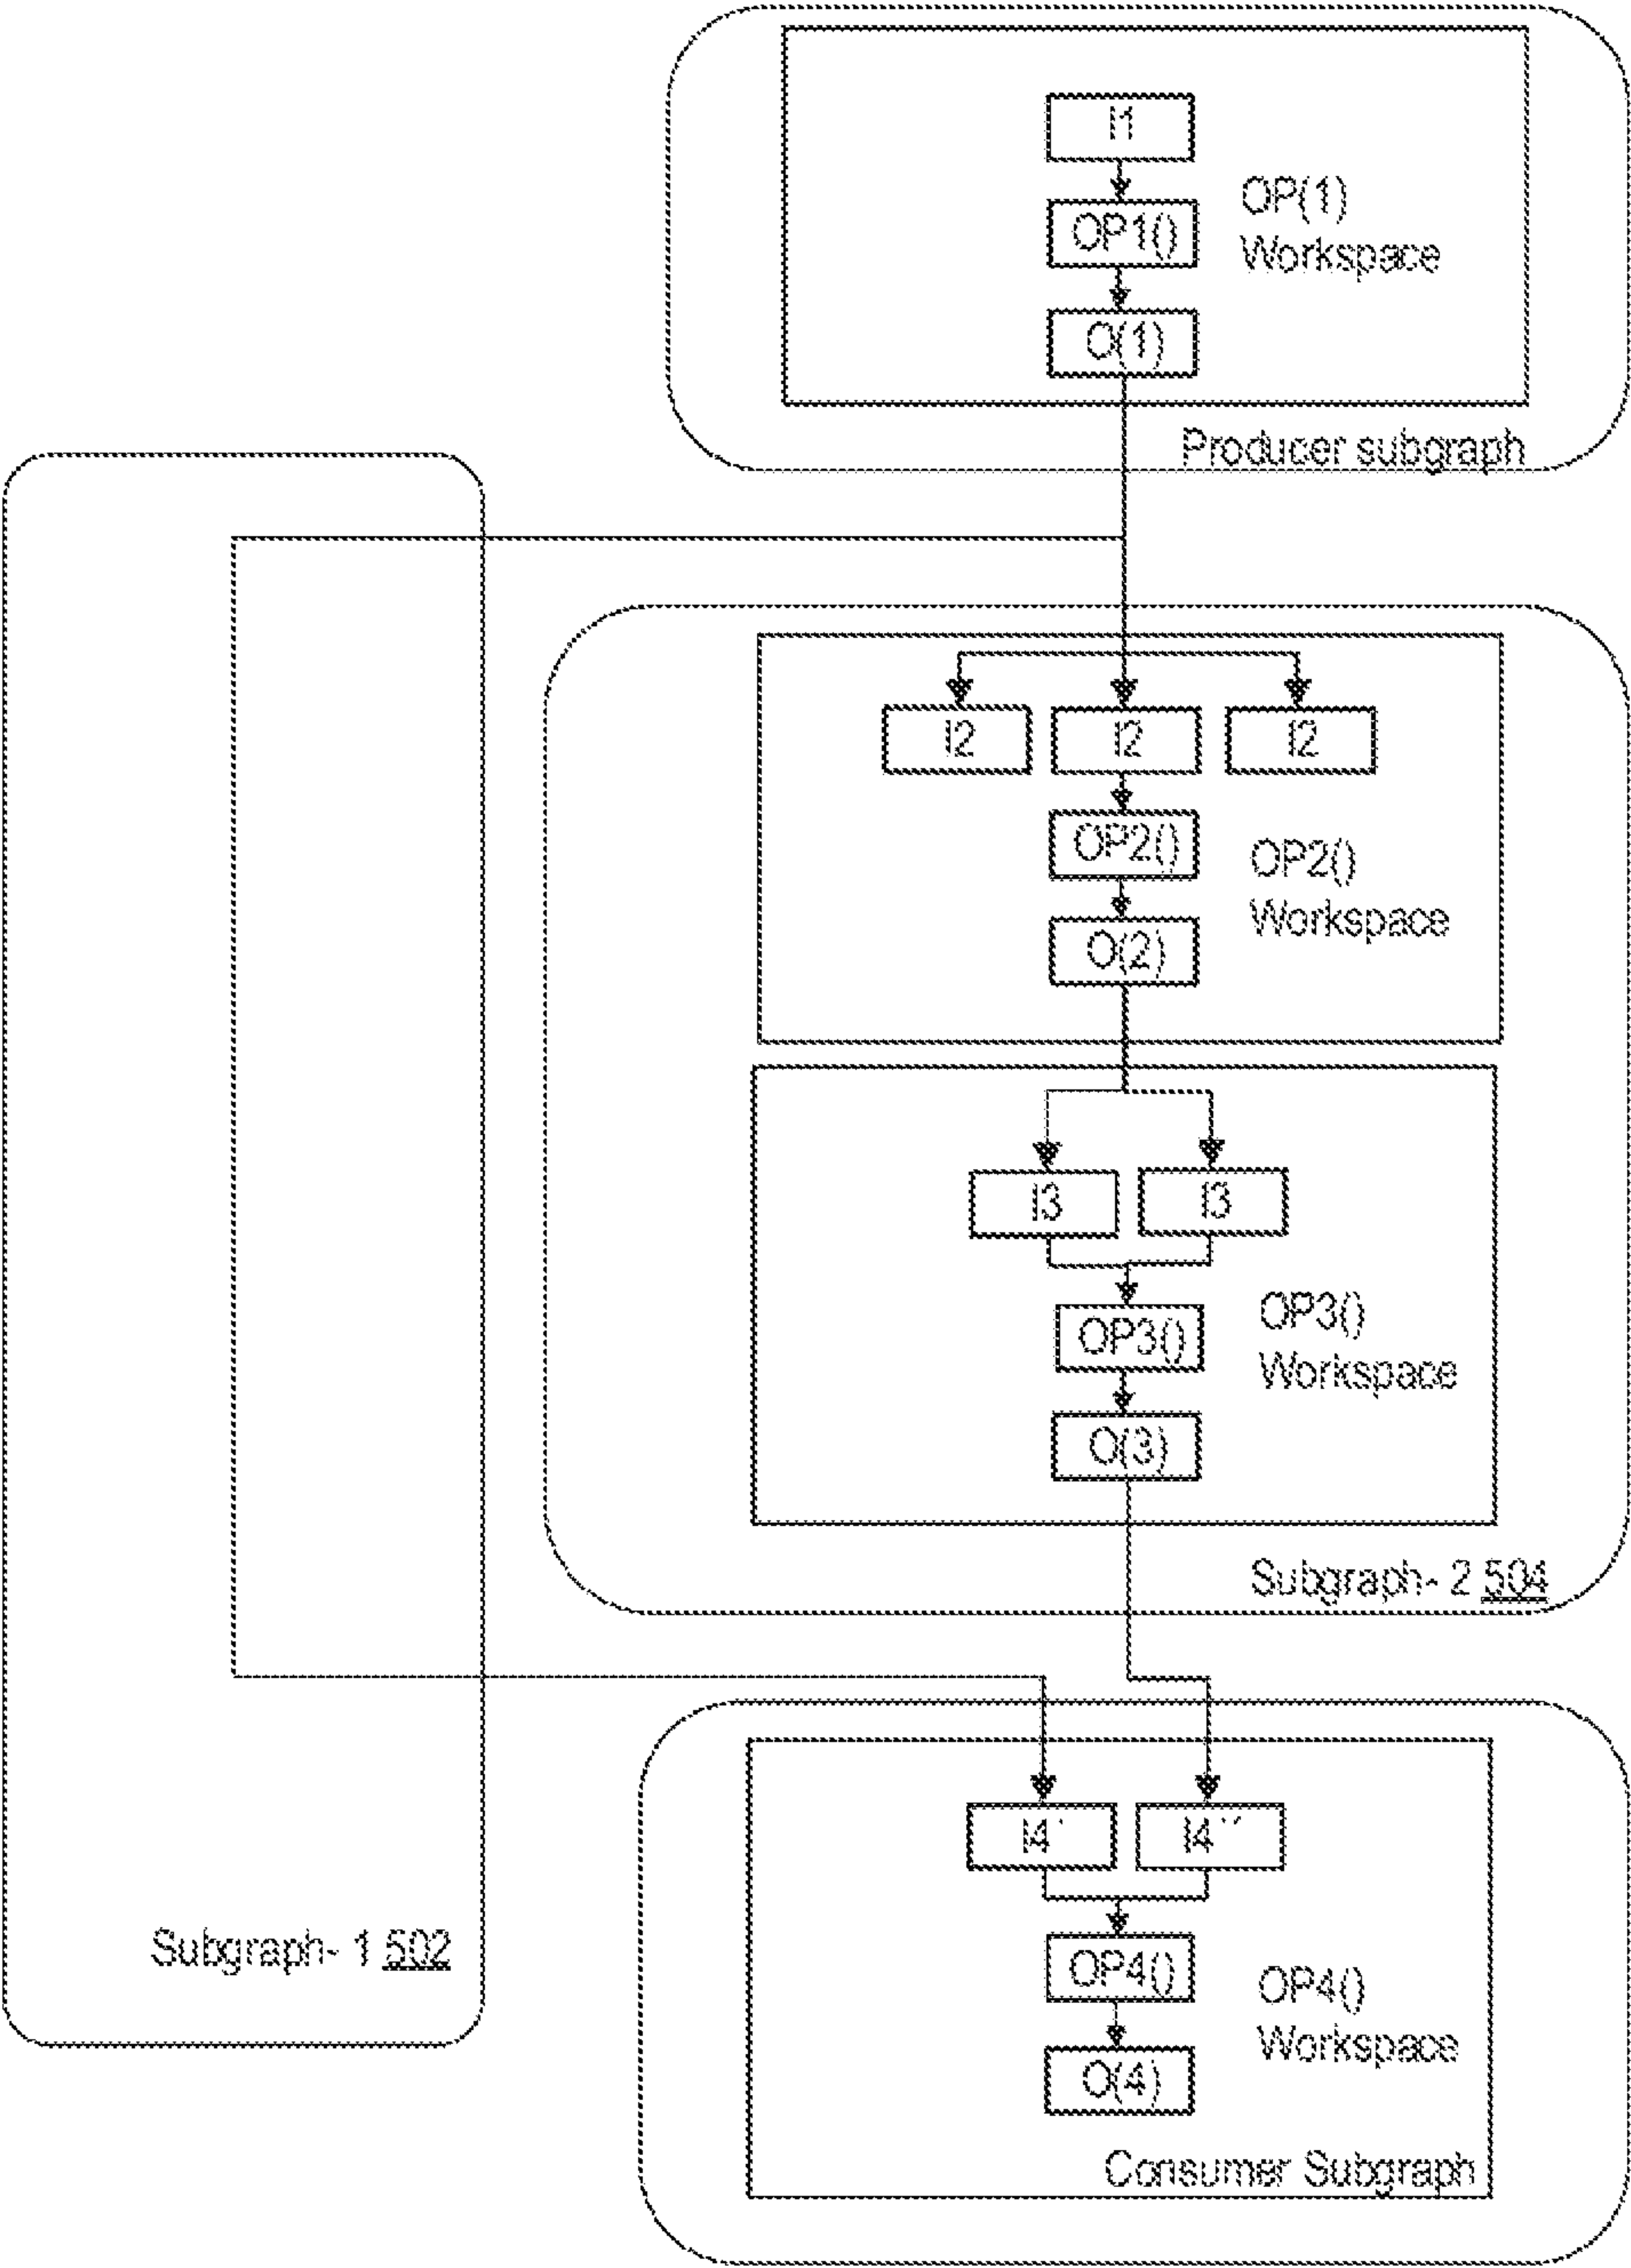 I1
OP1()
OP(1)
Workspace
O(1)
Producer subgraph
I2 I2 I2
OP2()
OP2()
Workspace
O(2)
I3 I3
OP3()
OP3()
Workspace
O(3)
Subgraph- 2 504
I4' I4''
Subgraph- 1 502
OP4()
OP4()
Workspace
O(4)
Consumer Subgraph